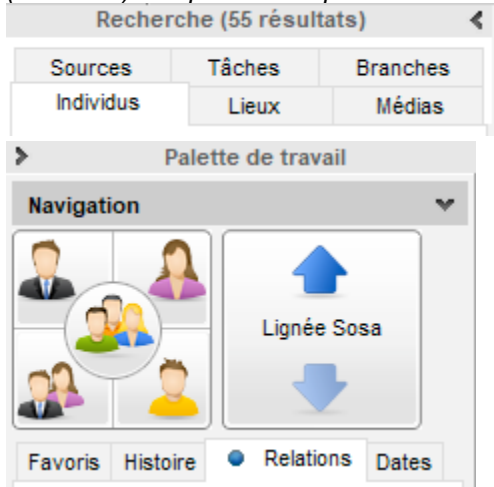 Recherche (55 résultats)
Sources Tâches Branches
Individus Lieux Médias
Palette de travail
Navigation
Lignée Sosa
Favoris Histoire Relations Dates